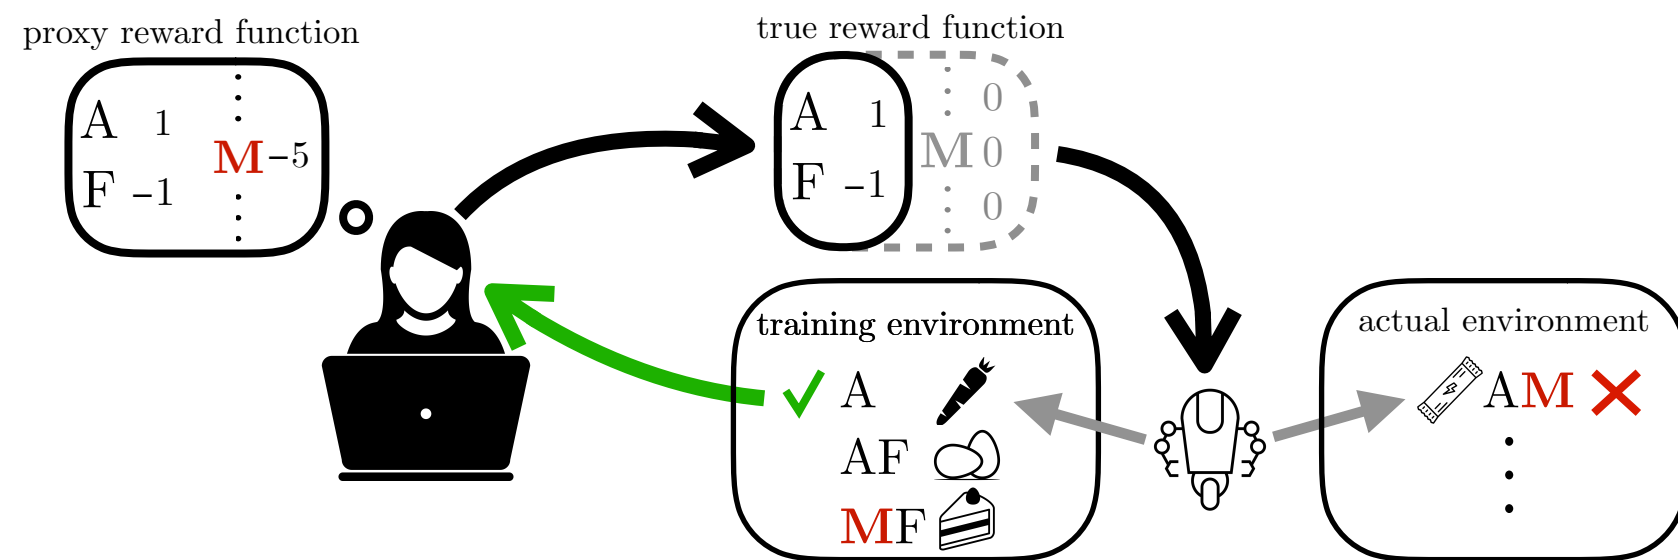 proxy reward function
A 1
M -5
F -1
true reward function
A 1
0
M 0
F -1
0
training environment
✓ A
AF
MF
actual environment
AM ✗